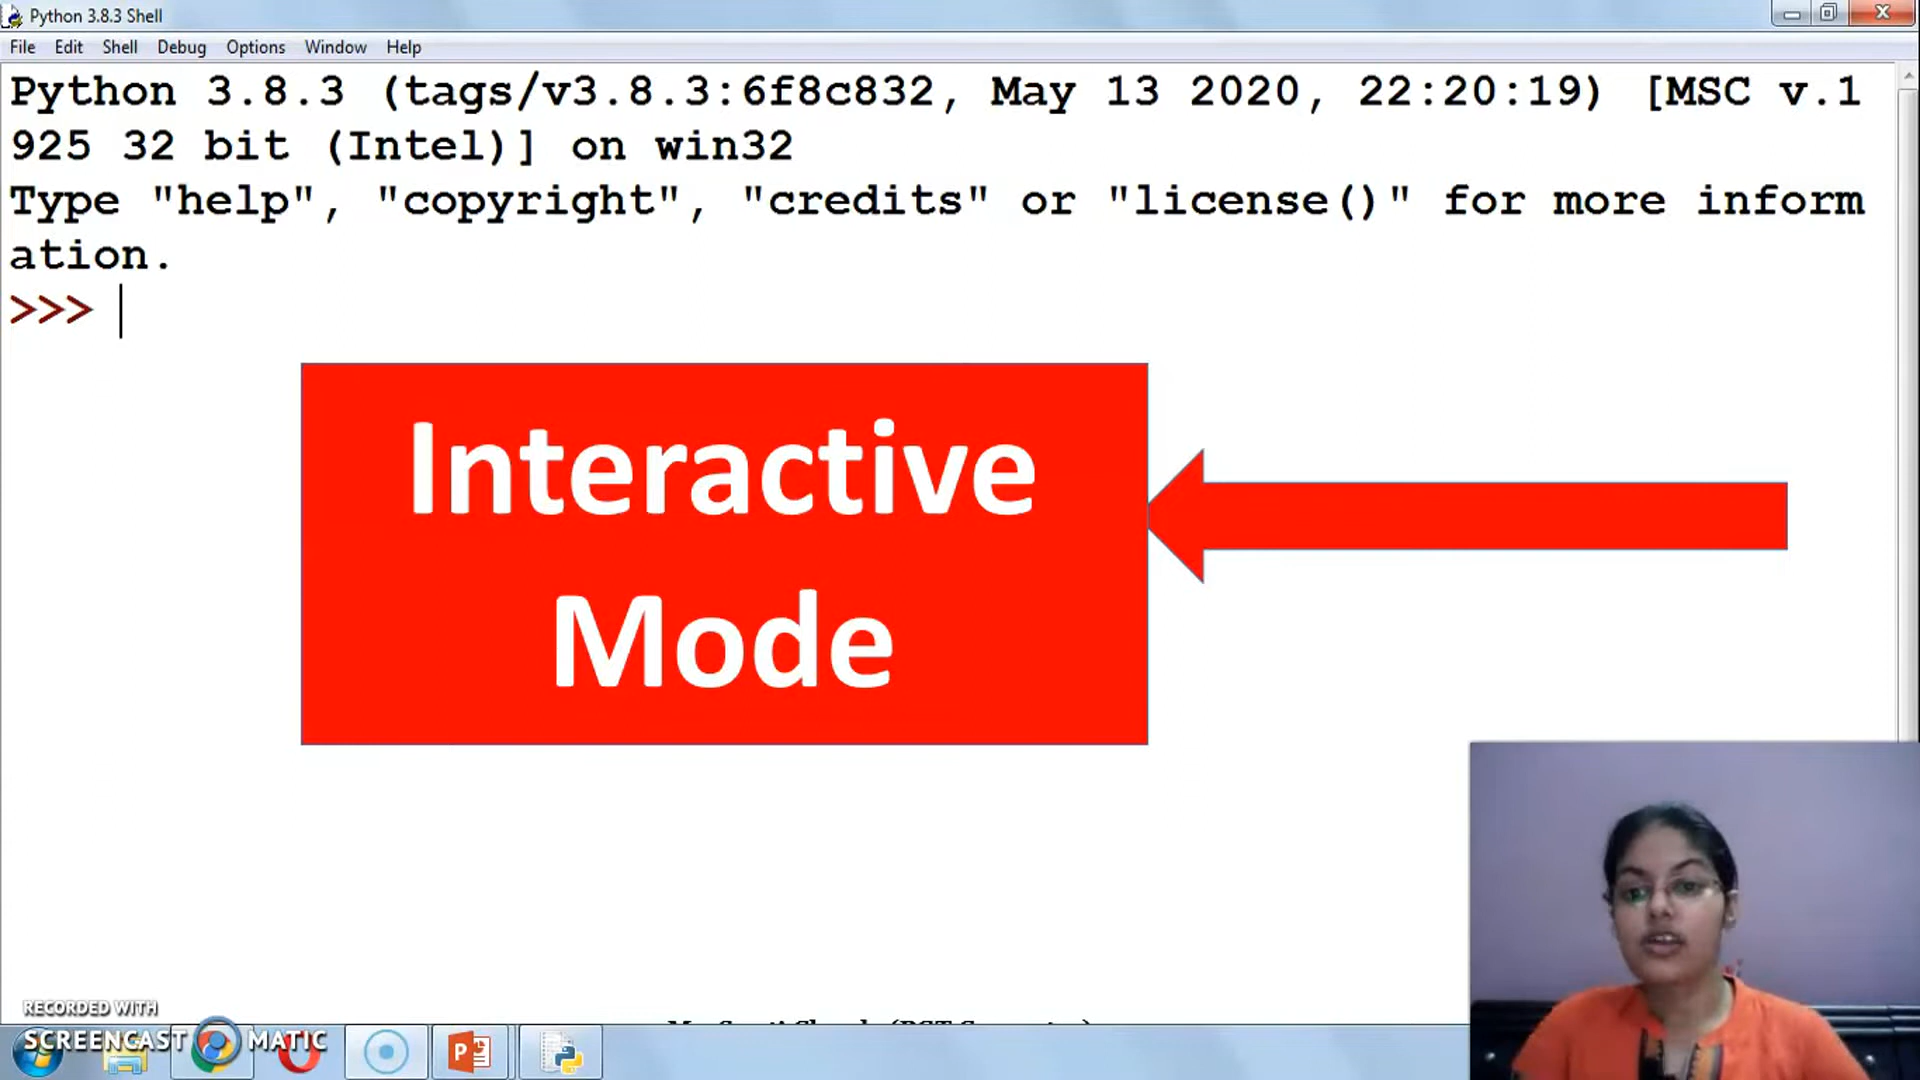 Python 3.8.3 Shell
File Edit Shell Debug Options Window Help
Python 3.8.3 (tags/v3.8.3:6f8c832, May 13 2020, 22:20:19) [MSC v.1
925 32 bit (Intel)] on win32
Type "help", "copyright", "credits" or "license()" for more inform
ation.
>>>
Interactive
Mode
RECORDED WITH
SCREENCAST MATIC